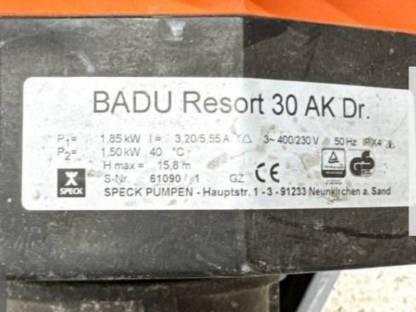 BADU Resort 30 AK Dr.
P₁= 1,85 kW I = 3,20/5,55 A Y△ 3~ 400/230 V 50 Hz IPX4
P₂= 1,50 kW 40 °C
H max = 15,8 m
S-Nr. 61090 / 1 GZ CE
SPECK
SPECK PUMPEN - Hauptstr. 1 - 3 - 91233 Neunkirchen a. Sand